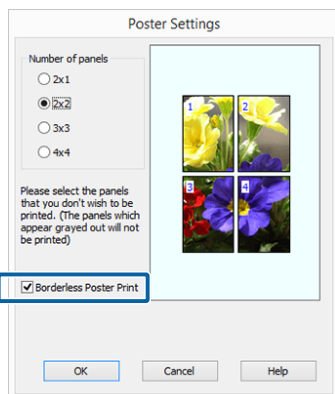 Poster Settings
Number of panels
2x1
2x2
3x3
4x4
1
2
3
4
Please select the panels
that you don't wish to be
printed. (The panels which
appear grayed out will not
be printed)
Borderless Poster Print
OK
Cancel
Help